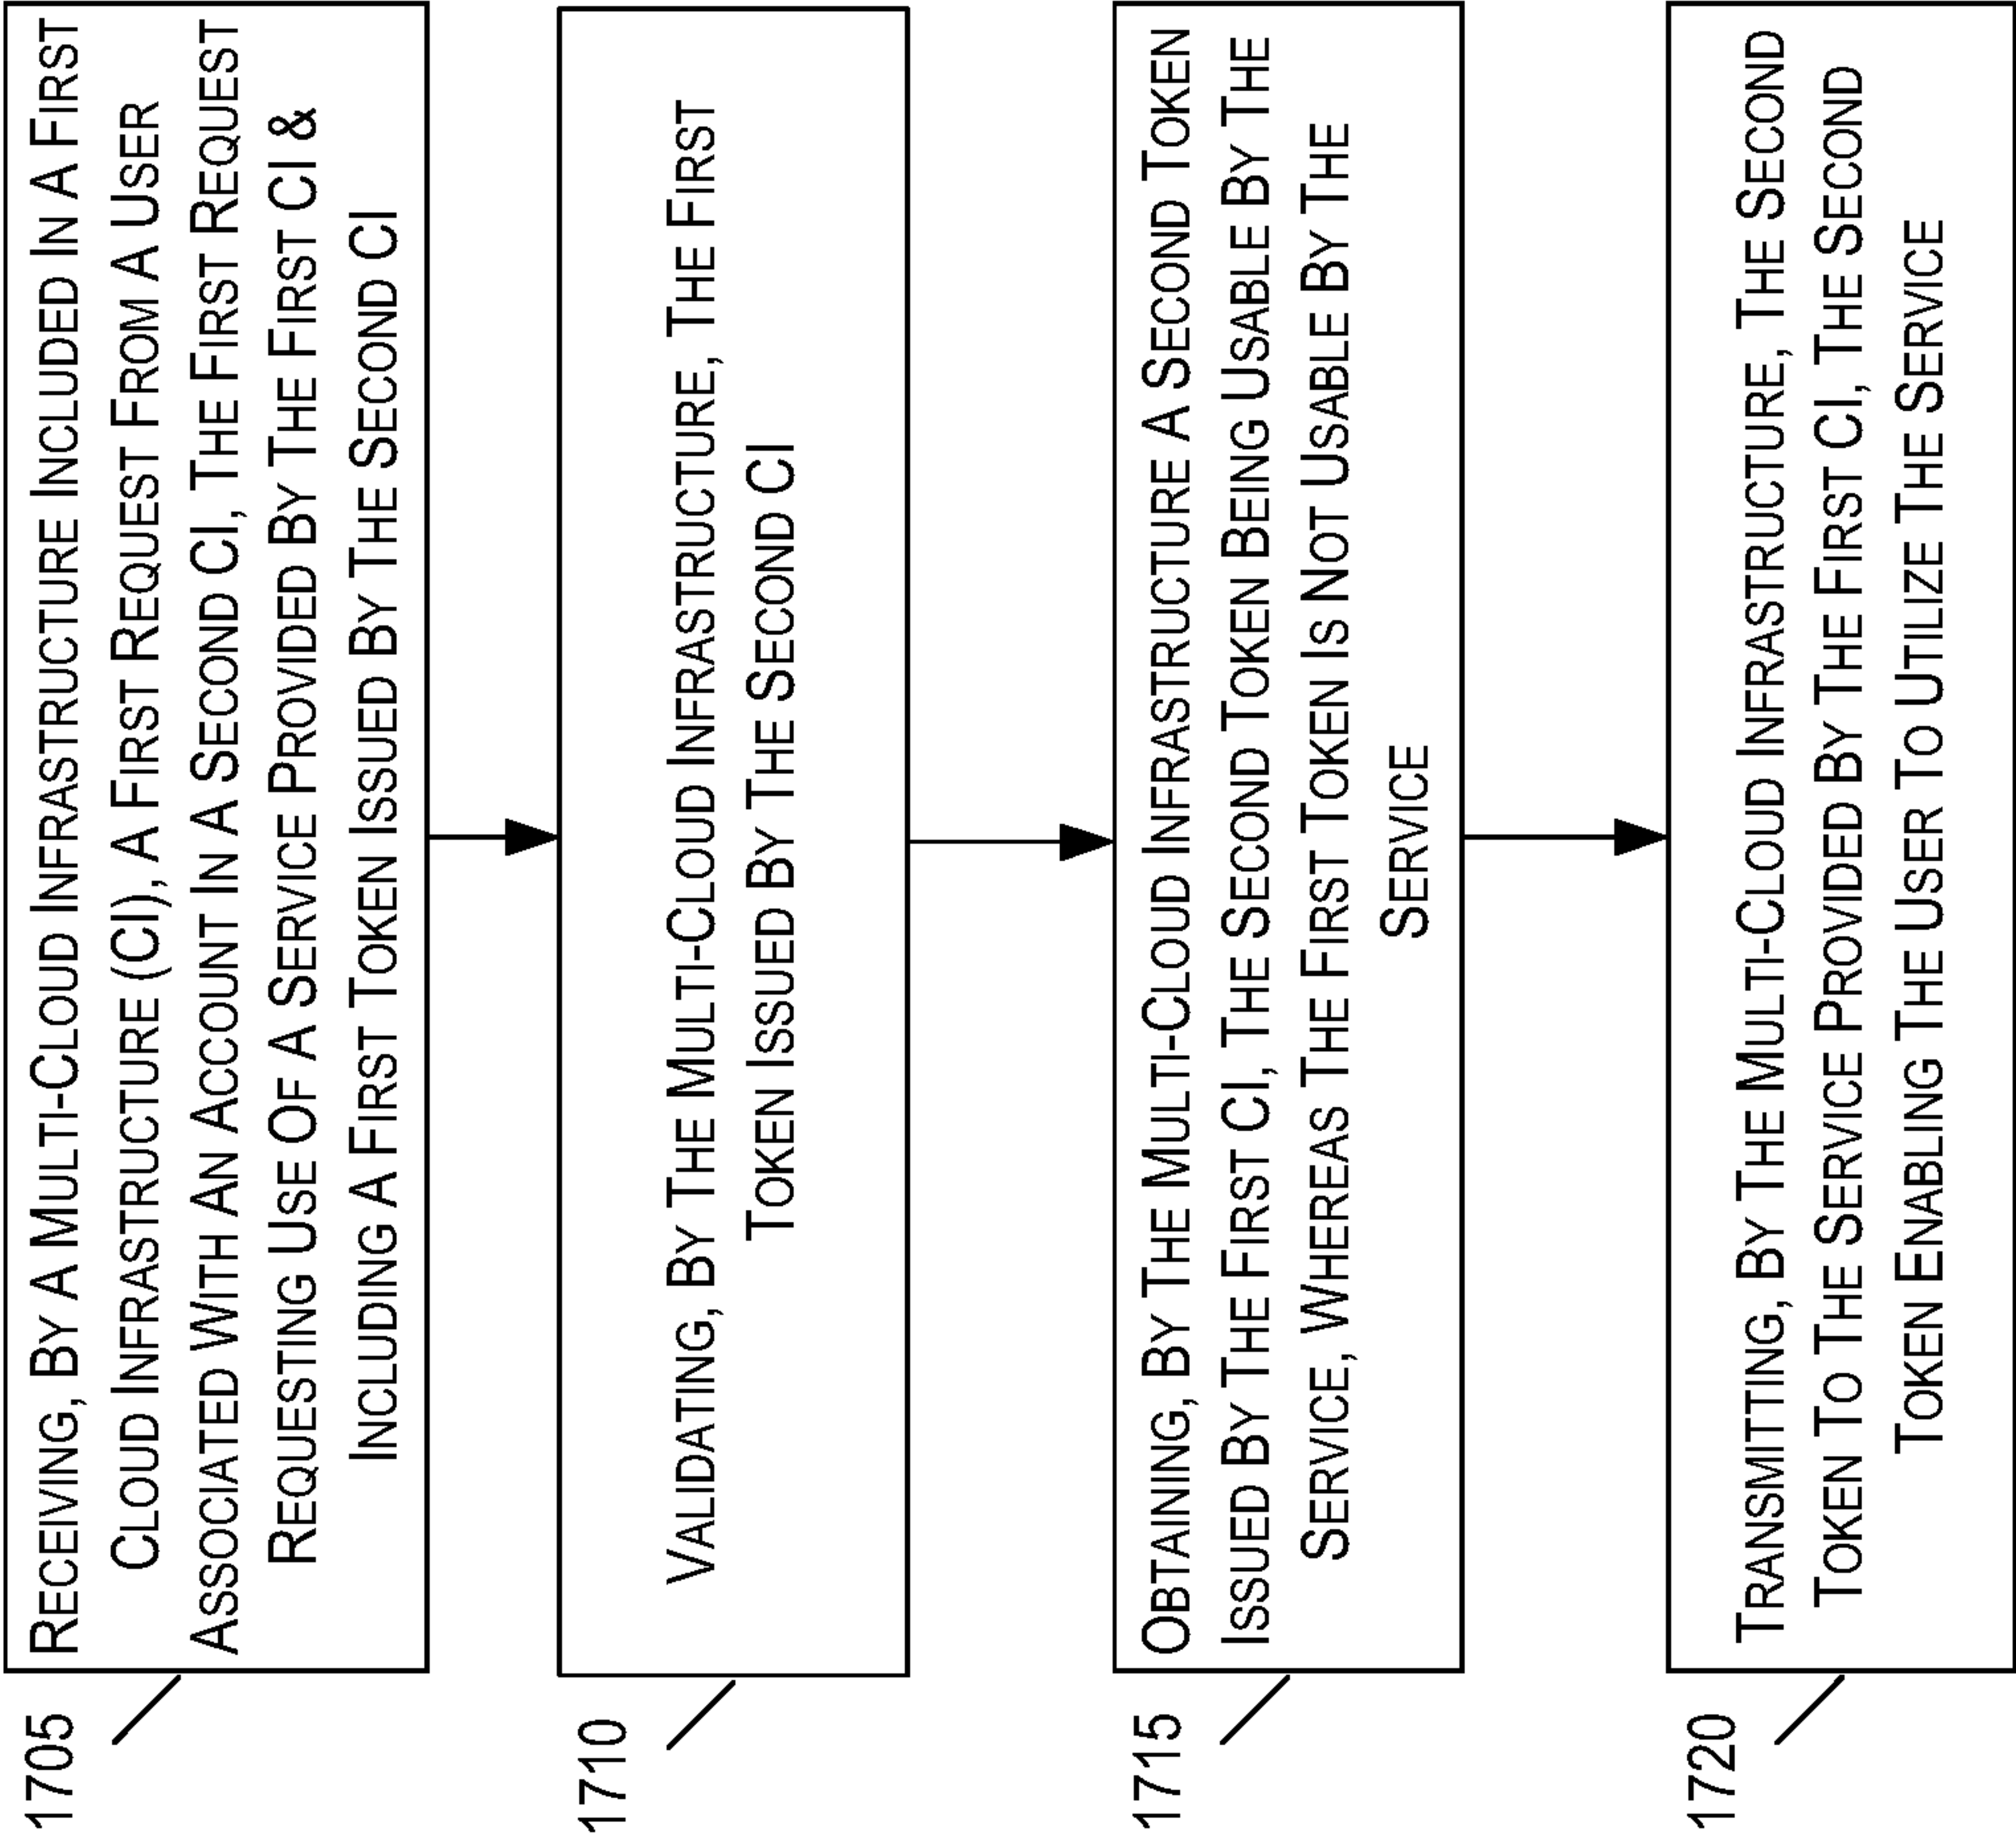 1705
RECEIVING, BY A MULTI-CLOUD INFRASTRUCTURE INCLUDED IN A FIRST
CLOUD INFRASTRUCTURE (CI), A FIRST REQUEST FROM A USER
ASSOCIATED WITH AN ACCOUNT IN A SECOND CI, THE FIRST REQUEST
REQUESTING USE OF A SERVICE PROVIDED BY THE FIRST CI &
INCLUDING A FIRST TOKEN ISSUED BY THE SECOND CI
1710
VALIDATING, BY THE MULTI-CLOUD INFRASTRUCTURE, THE FIRST
TOKEN ISSUED BY THE SECOND CI
1715
OBTAINING, BY THE MULTI-CLOUD INFRASTRUCTURE A SECOND TOKEN
ISSUED BY THE FIRST CI, THE SECOND TOKEN BEING USABLE BY THE
SERVICE, WHEREAS THE FIRST TOKEN IS NOT USABLE BY THE
SERVICE
1720
TRANSMITTING, BY THE MULTI-CLOUD INFRASTRUCTURE, THE SECOND
TOKEN TO THE SERVICE PROVIDED BY THE FIRST CI, THE SECOND
TOKEN ENABLING THE USER TO UTILIZE THE SERVICE